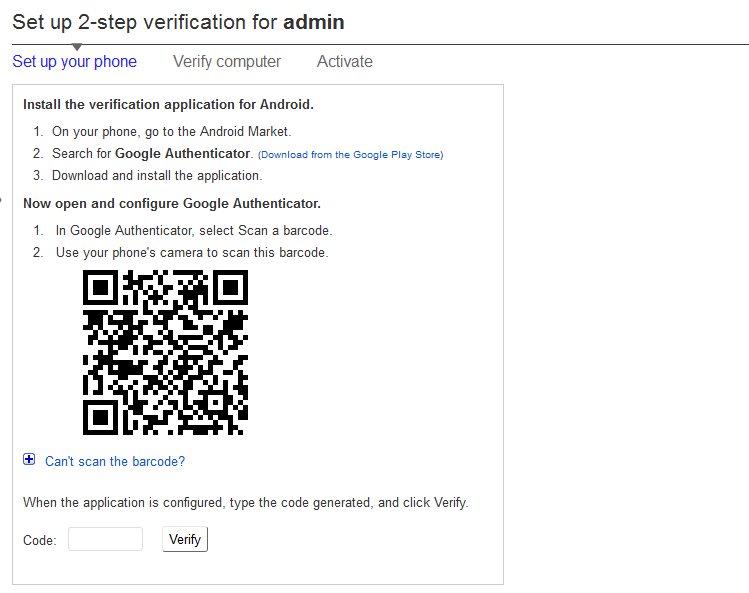 Set up 2-step verification for admin
Set up your phone Verify computer Activate
Install the verification application for Android.
1. On your phone, go to the Android Market.
2. Search for Google Authenticator. (Download from the Google Play Store)
3. Download and install the application.
Now open and configure Google Authenticator.
1. In Google Authenticator, select Scan a barcode.
2. Use your phone's camera to scan this barcode.
Can't scan the barcode?
When the application is configured, type the code generated, and click Verify.
Code: Verify